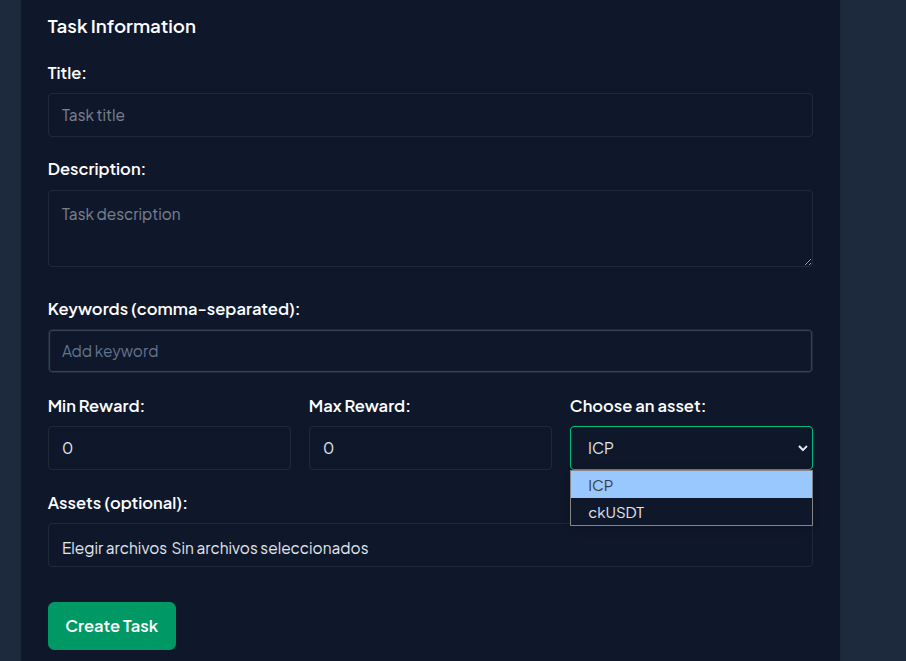 Task Information
Title:
Task title
Description:
Task description
Keywords (comma-separated):
Add keyword
Min Reward: Max Reward: Choose an asset:
0 0 ICP
ICP
ckUSDT
Assets (optional):
Elegir archivos Sin archivos seleccionados
Create Task